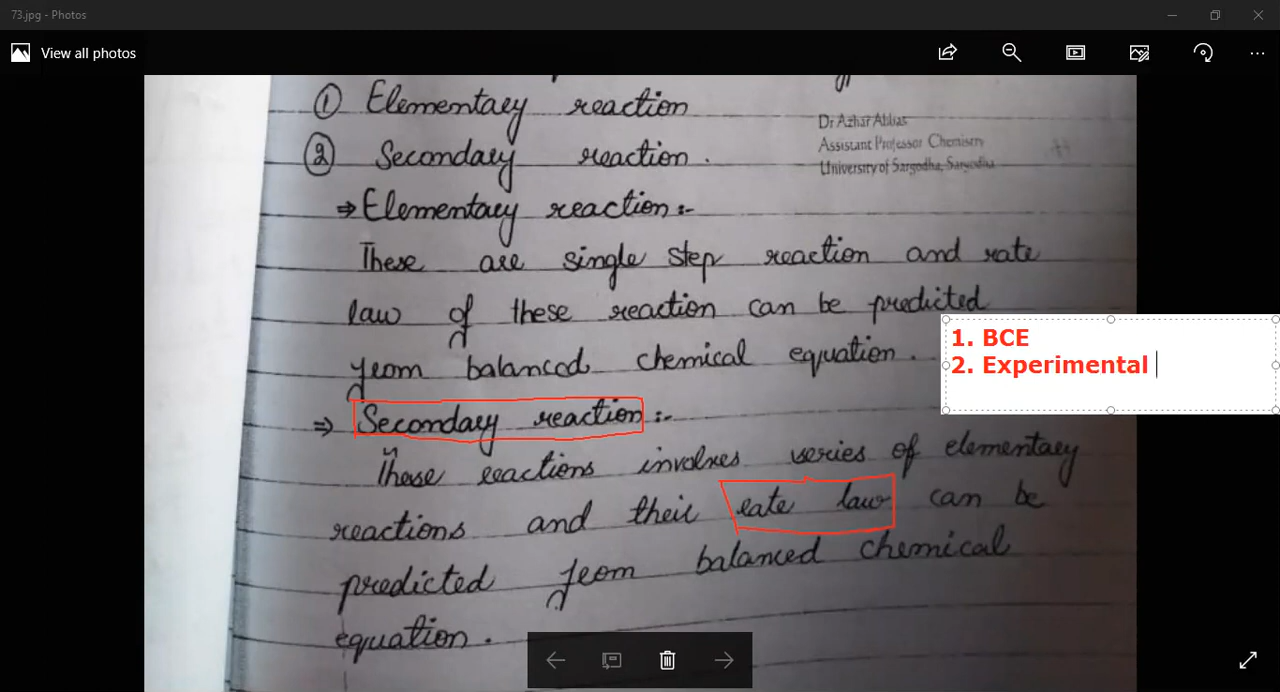 73.jpg - Photos
View all photos
① Elementary reaction
② Secondary reaction.
Dr Azhar Abbas
Assistant Professor Chemistry
University of Sargodha, Sargodha
⇒ Elementary reaction:-
These are single step reaction and rate
law of these reaction can be predicted
from balanced chemical equation.
1. BCE
2. Experimental
⇒ Secondary reaction:-
These reactions involves series of elementary
reactions and their rate law can be
predicted from balanced chemical
equation.